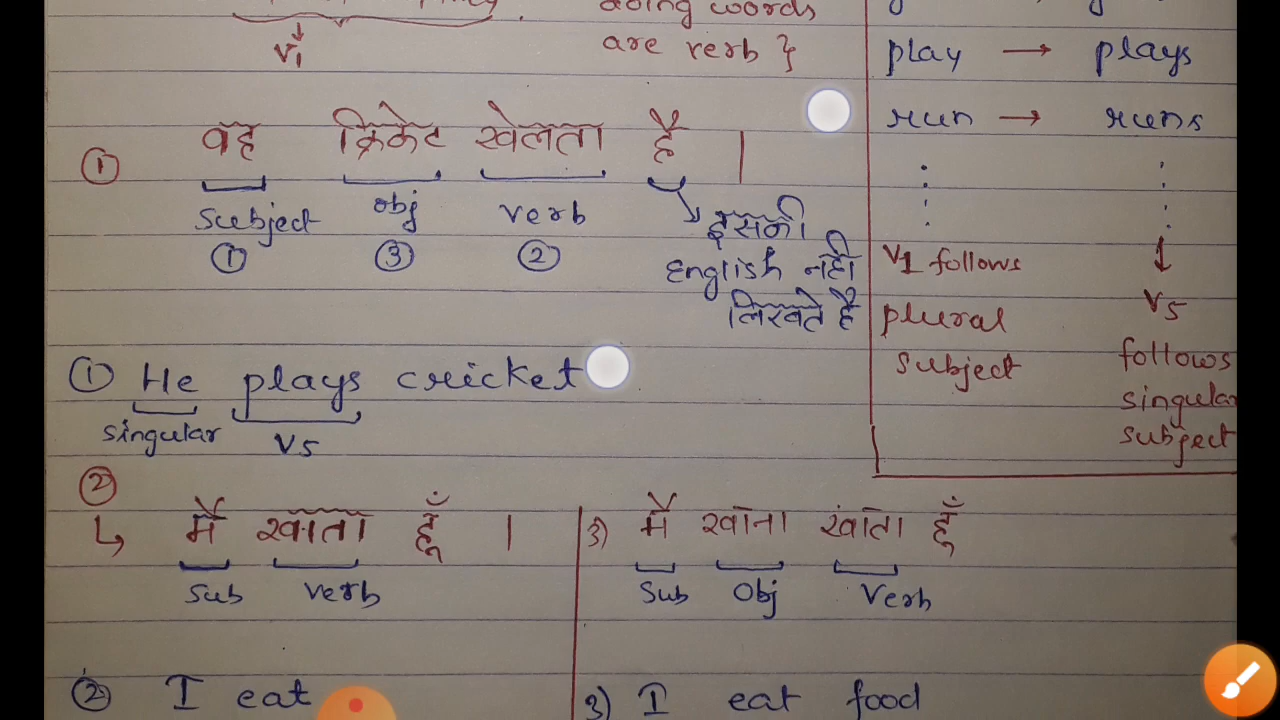 doing words
V1
are verb }
play → plays
run → runs
① वह क्रिकेट खेलता है ।
subject obj verb
① ③ ②
इसकी
English नही
लिखते है
V1 follows
plural
subject
↓
V5
follows
singular
subject
① He plays cricket
singular V5
②
↳ मैं खाता हूँ ।
sub verb
3) मैं खाना खाता हूँ
Sub Obj Verb
② I eat
3) I eat food